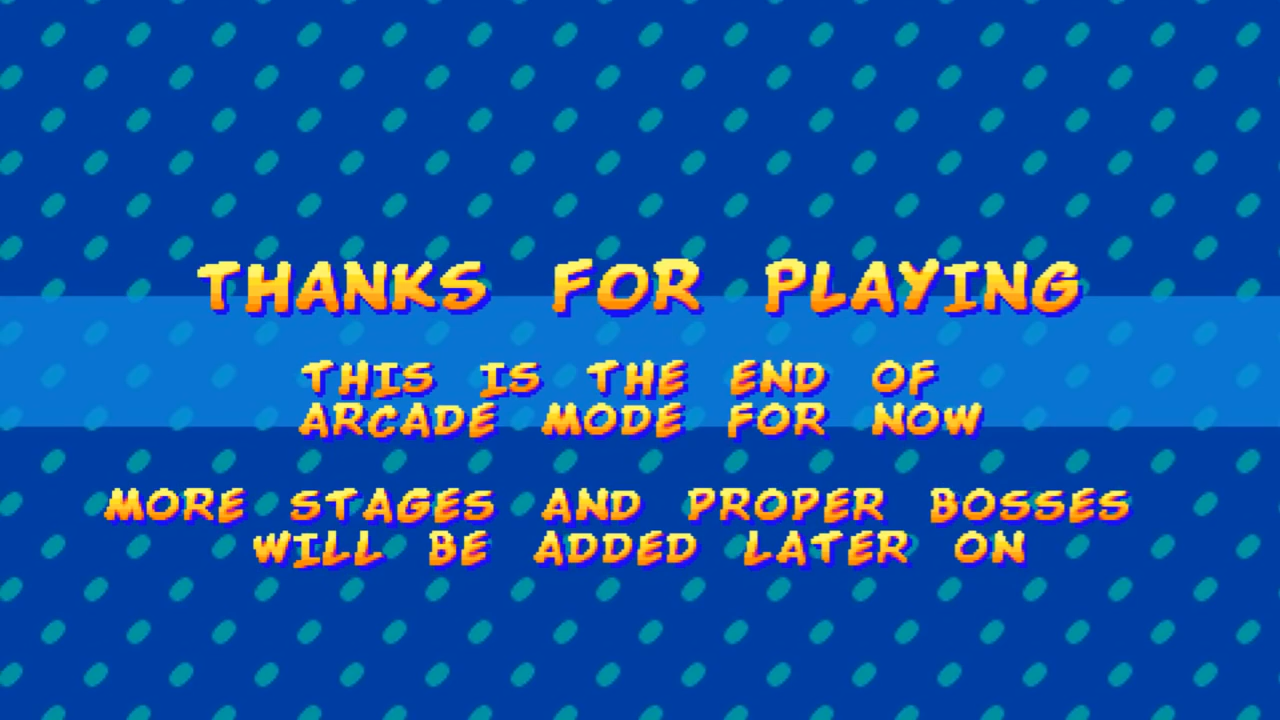 THANKS FOR PLAYING
THIS IS THE END OF
ARCADE MODE FOR NOW
MORE STAGES AND PROPER BOSSES
WILL BE ADDED LATER ON